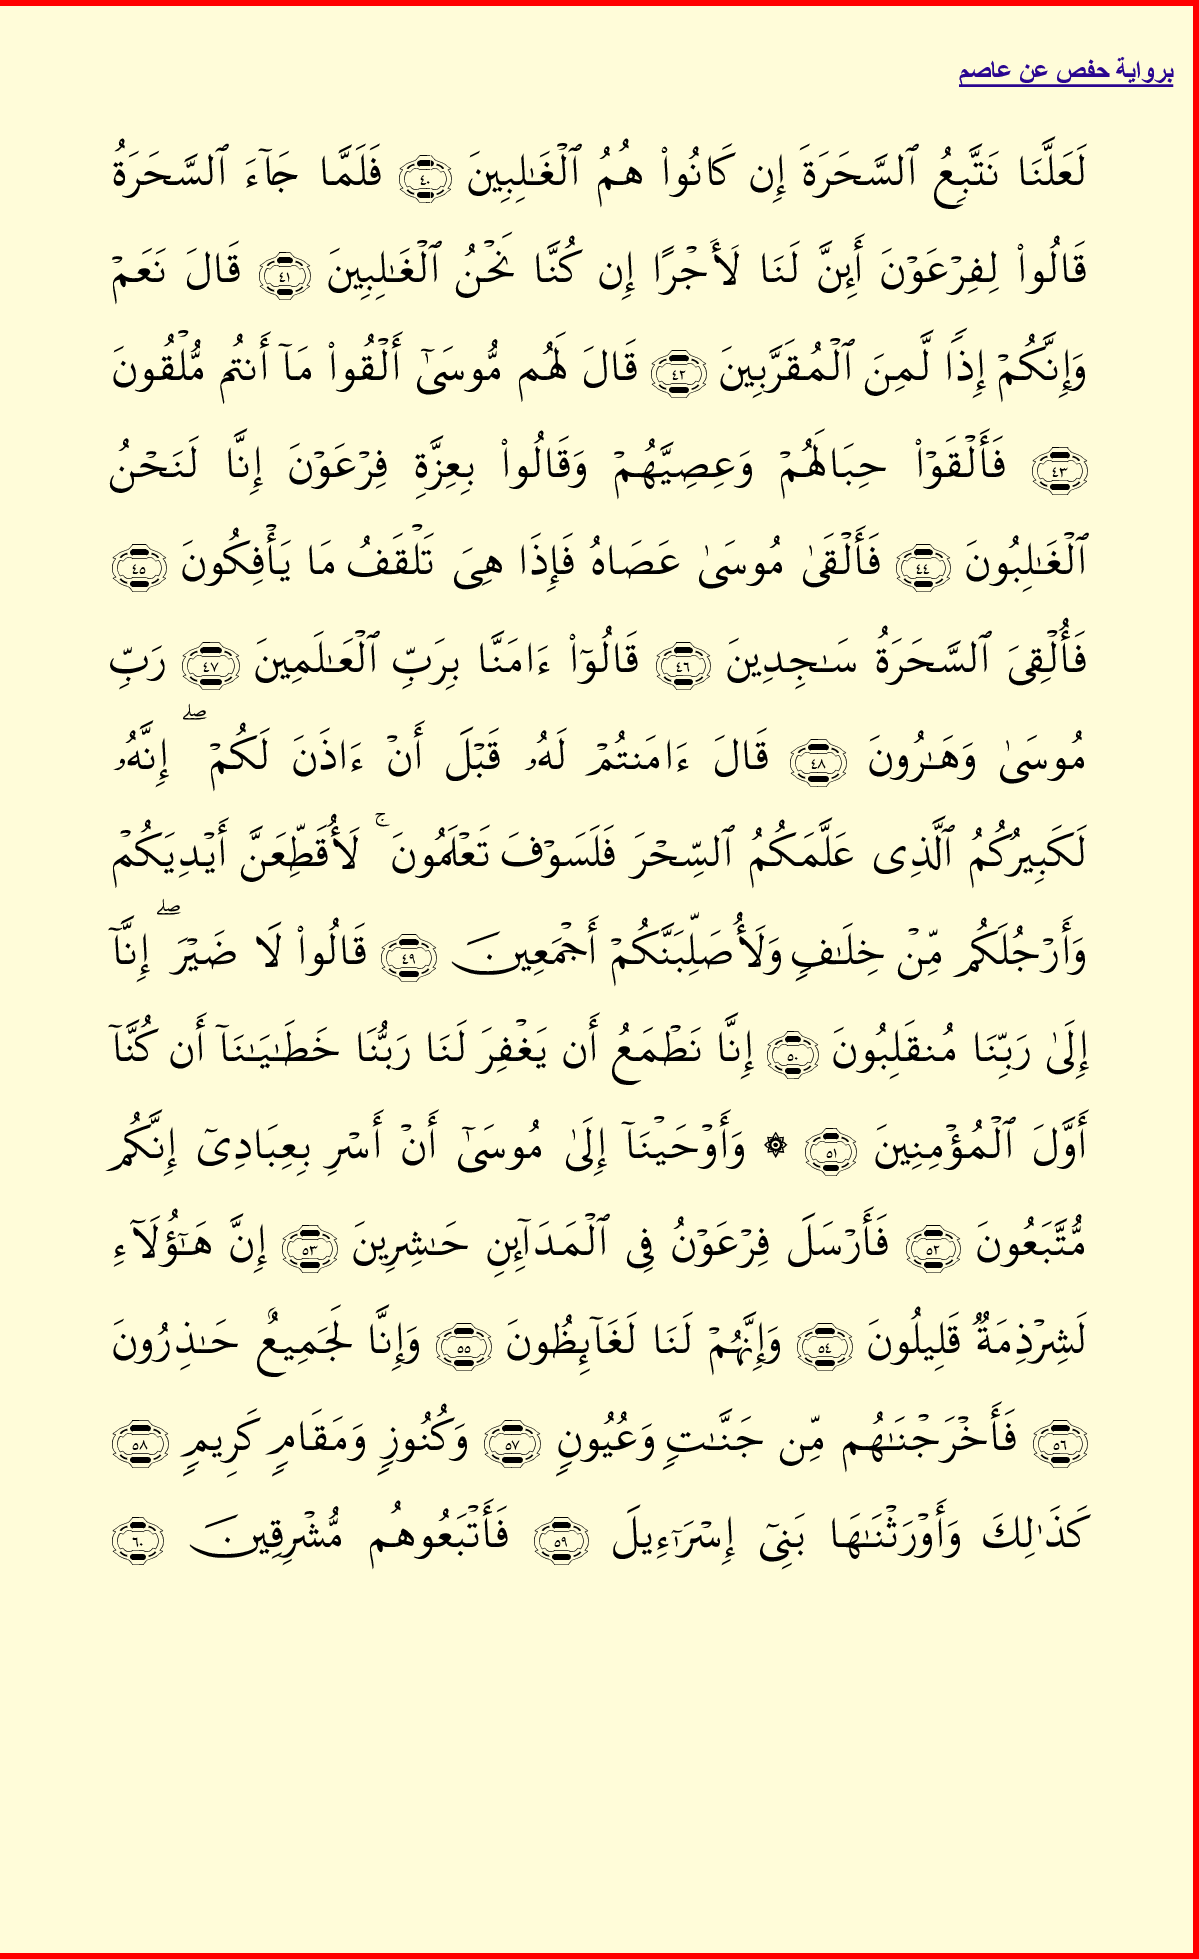 برواية حفص عن عاصم
لَعَلَّنَا نَتَّبِعُ ٱلسَّحَرَةَ إِن كَانُوا۟ هُمُ ٱلْغَـٰلِبِينَ ٤٠ فَلَمَّا جَآءَ ٱلسَّحَرَةُ
قَالُوا۟ لِفِرْعَوْنَ أَئِنَّ لَنَا لَأَجْرًا إِن كُنَّا نَحْنُ ٱلْغَـٰلِبِينَ ٤١ قَالَ نَعَمْ
وَإِنَّكُمْ إِذًا لَّمِنَ ٱلْمُقَرَّبِينَ ٤٢ قَالَ لَهُم مُّوسَىٰٓ أَلْقُوا۟ مَآ أَنتُم مُّلْقُونَ
٤٣ فَأَلْقَوْا۟ حِبَالَهُمْ وَعِصِيَّهُمْ وَقَالُوا۟ بِعِزَّةِ فِرْعَوْنَ إِنَّا لَنَحْنُ
ٱلْغَـٰلِبُونَ ٤٤ فَأَلْقَىٰ مُوسَىٰ عَصَاهُ فَإِذَا هِىَ تَلْقَفُ مَا يَأْفِكُونَ ٤٥
فَأُلْقِىَ ٱلسَّحَرَةُ سَـٰجِدِينَ ٤٦ قَالُوٓا۟ ءَامَنَّا بِرَبِّ ٱلْعَـٰلَمِينَ ٤٧ رَبِّ
مُوسَىٰ وَهَـٰرُونَ ٤٨ قَالَ ءَامَنتُمْ لَهُۥ قَبْلَ أَنْ ءَاذَنَ لَكُمْ ۖ إِنَّهُۥ
لَكَبِيرُكُمُ ٱلَّذِى عَلَّمَكُمُ ٱلسِّحْرَ فَلَسَوْفَ تَعْلَمُونَ ۚ لَأُقَطِّعَنَّ أَيْدِيَكُمْ
وَأَرْجُلَكُم مِّنْ خِلَـٰفٍ وَلَأُصَلِّبَنَّكُمْ أَجْمَعِينَ ٤٩ قَالُوا۟ لَا ضَيْرَ ۖ إِنَّآ
إِلَىٰ رَبِّنَا مُنقَلِبُونَ ٥٠ إِنَّا نَطْمَعُ أَن يَغْفِرَ لَنَا رَبُّنَا خَطَـٰيَـٰنَآ أَن كُنَّآ
أَوَّلَ ٱلْمُؤْمِنِينَ ٥١ ۞ وَأَوْحَيْنَآ إِلَىٰ مُوسَىٰٓ أَنْ أَسْرِ بِعِبَادِىٓ إِنَّكُم
مُّتَّبَعُونَ ٥٢ فَأَرْسَلَ فِرْعَوْنُ فِى ٱلْمَدَآئِنِ حَـٰشِرِينَ ٥٣ إِنَّ هَـٰٓؤُلَآءِ
لَشِرْذِمَةٌ قَلِيلُونَ ٥٤ وَإِنَّهُمْ لَنَا لَغَآئِظُونَ ٥٥ وَإِنَّا لَجَمِيعٌ حَـٰذِرُونَ
٥٦ فَأَخْرَجْنَـٰهُم مِّن جَنَّـٰتٍ وَعُيُونٍ ٥٧ وَكُنُوزٍ وَمَقَامٍ كَرِيمٍ ٥٨
كَذَٰلِكَ وَأَوْرَثْنَـٰهَا بَنِىٓ إِسْرَٰٓءِيلَ ٥٩ فَأَتْبَعُوهُم مُّشْرِقِينَ ٦٠